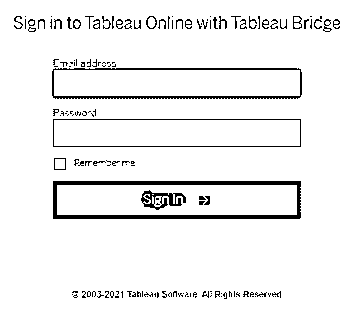 Sign in to Tableau Online with Tableau Bridge
Email address
Password
Remember me
Sign In
© 2003-2021 Tableau Software. All Rights Reserved